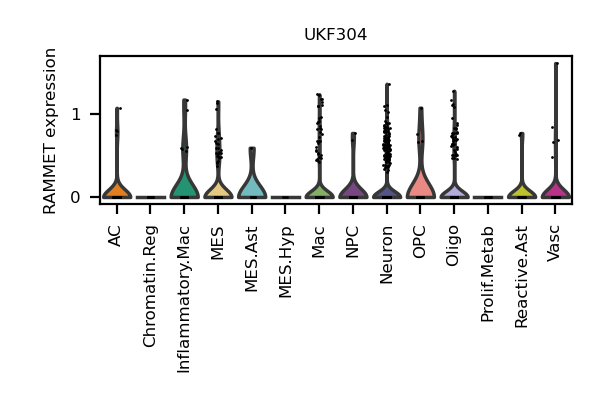 UKF304
RAMMET expression
1
0
AC
Chromatin.Reg
Inflammatory.Mac
MES
MES.Ast
MES.Hyp
Mac
NPC
Neuron
OPC
Oligo
Prolif.Metab
Reactive.Ast
Vasc